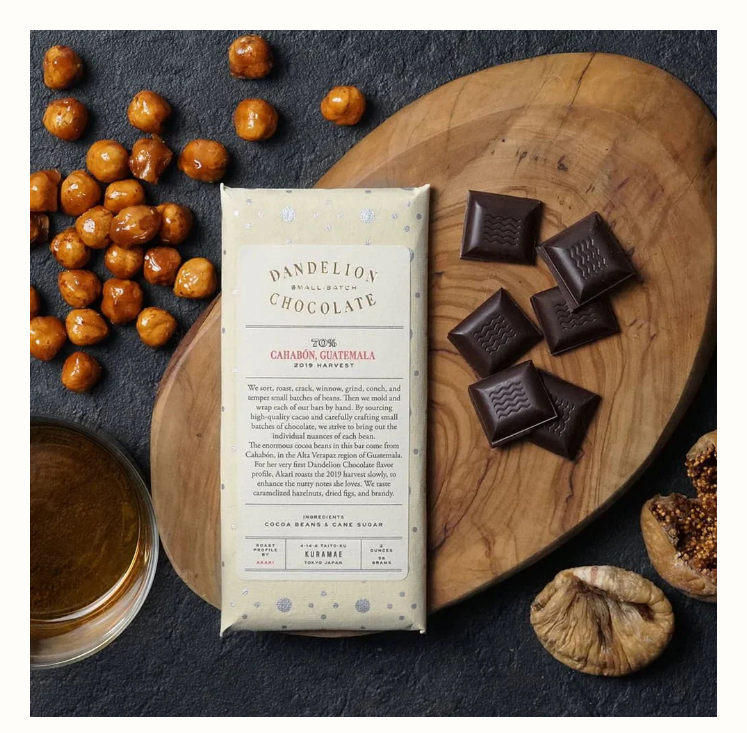 DANDELION
SMALL-BATCH
CHOCOLATE
70%
CAHABÓN, GUATEMALA
2019 HARVEST
We sort, roast, crack, winnow, grind, conch, and
temper small batches of beans. Then we mold and
wrap each of our bars by hand. By sourcing
high-quality cacao and carefully crafting small
batches of chocolate, we strive to bring out the
individual nuances of each bean.
The enormous cocoa beans in this bar come from
Cahabón, in the Alta Verapaz region of Guatemala.
For her very first Dandelion Chocolate flavor
profile, Akari roasts the 2019 harvest slowly, to
enhance the nutty notes she loves. We taste
caramelized hazelnuts, dried figs, and brandy.
INGREDIENTS
COCOA BEANS & CANE SUGAR
ROAST
PROFILE
BY
AKARI
4-14-6 TAITO-KU
KURAMAE
TOKYO JAPAN
2
OUNCES
56
GRAMS